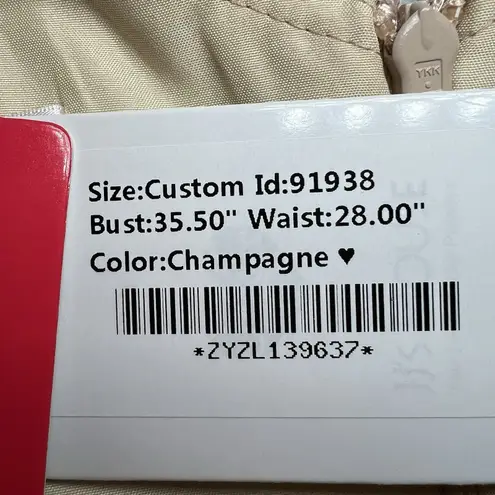 YKK
Size:Custom Id:91938
Bust:35.50" Waist:28.00"
Color:Champagne ♥
*ZYZL139637*